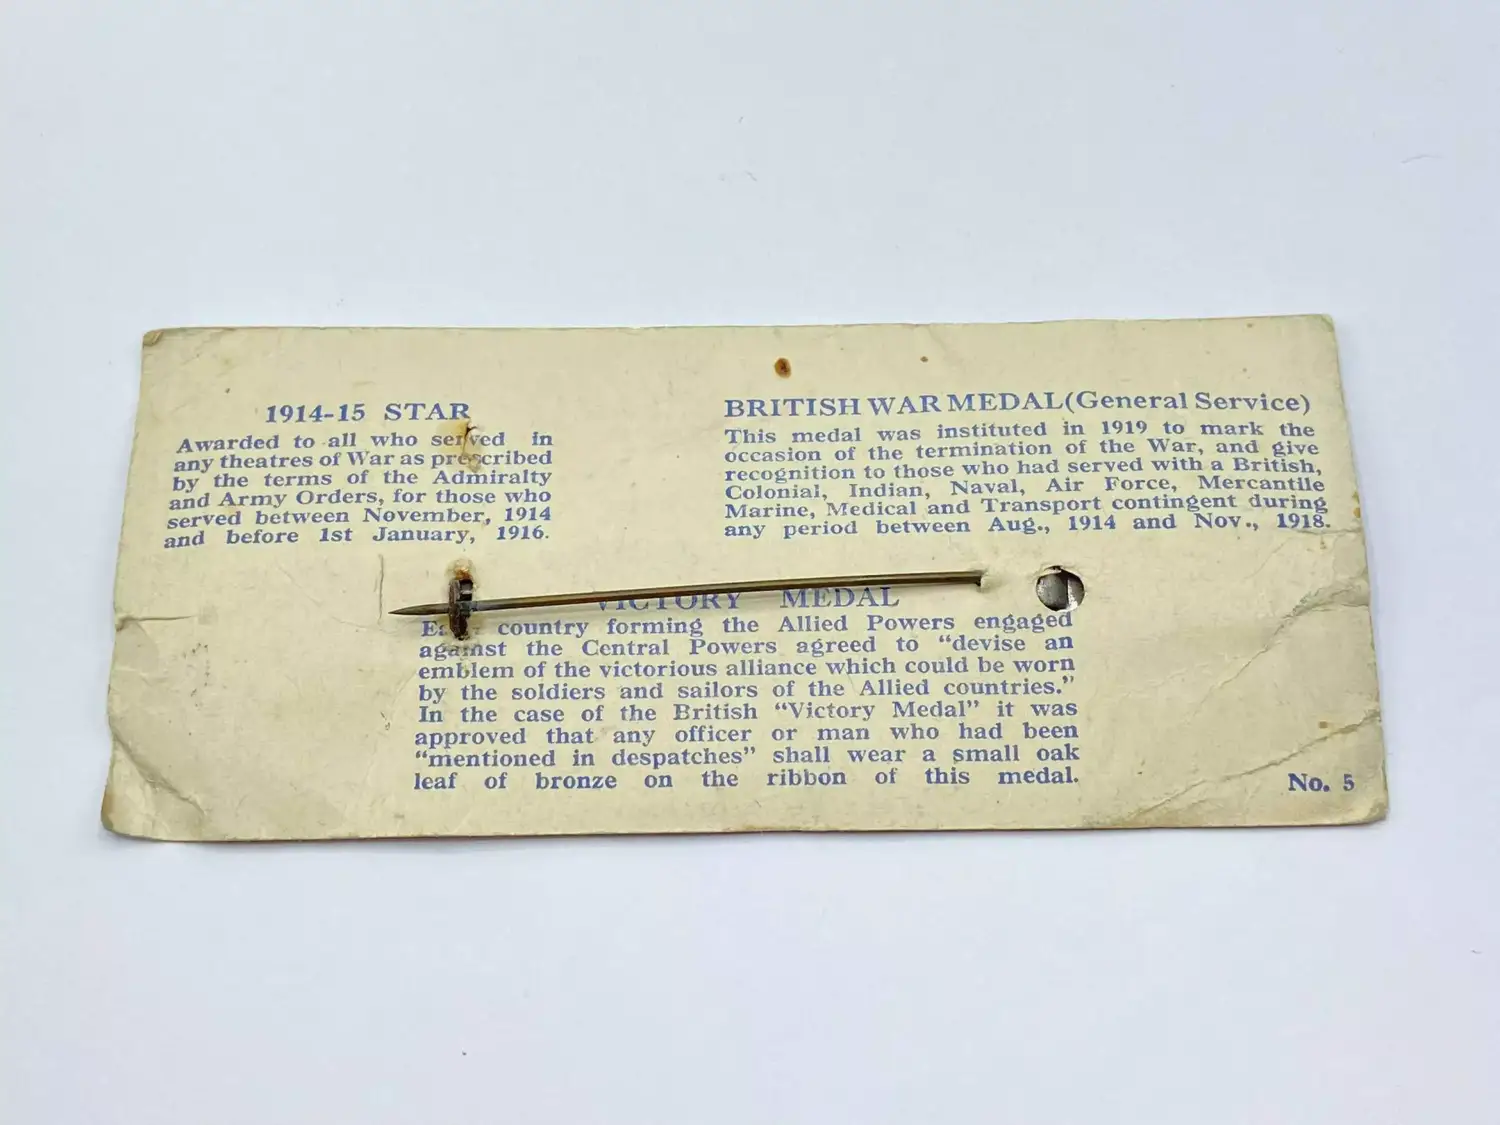 1914-15 STAR
Awarded to all who served in
any theatres of War as prescribed
by the terms of the Admiralty
and Army Orders, for those who
served between November, 1914
and before 1st January, 1916.
BRITISH WAR MEDAL (General Service)
This medal was instituted in 1919 to mark the
occasion of the termination of the War, and give
recognition to those who had served with a British,
Colonial, Indian, Naval, Air Force, Mercantile
Marine, Medical and Transport contingent during
any period between Aug., 1914 and Nov., 1918.
VICTORY MEDAL
Each country forming the Allied Powers engaged
against the Central Powers agreed to “devise an
emblem of the victorious alliance which could be worn
by the soldiers and sailors of the Allied countries.”
In the case of the British “Victory Medal” it was
approved that any officer or man who had been
“mentioned in despatches” shall wear a small oak
leaf of bronze on the ribbon of this medal.
No. 5